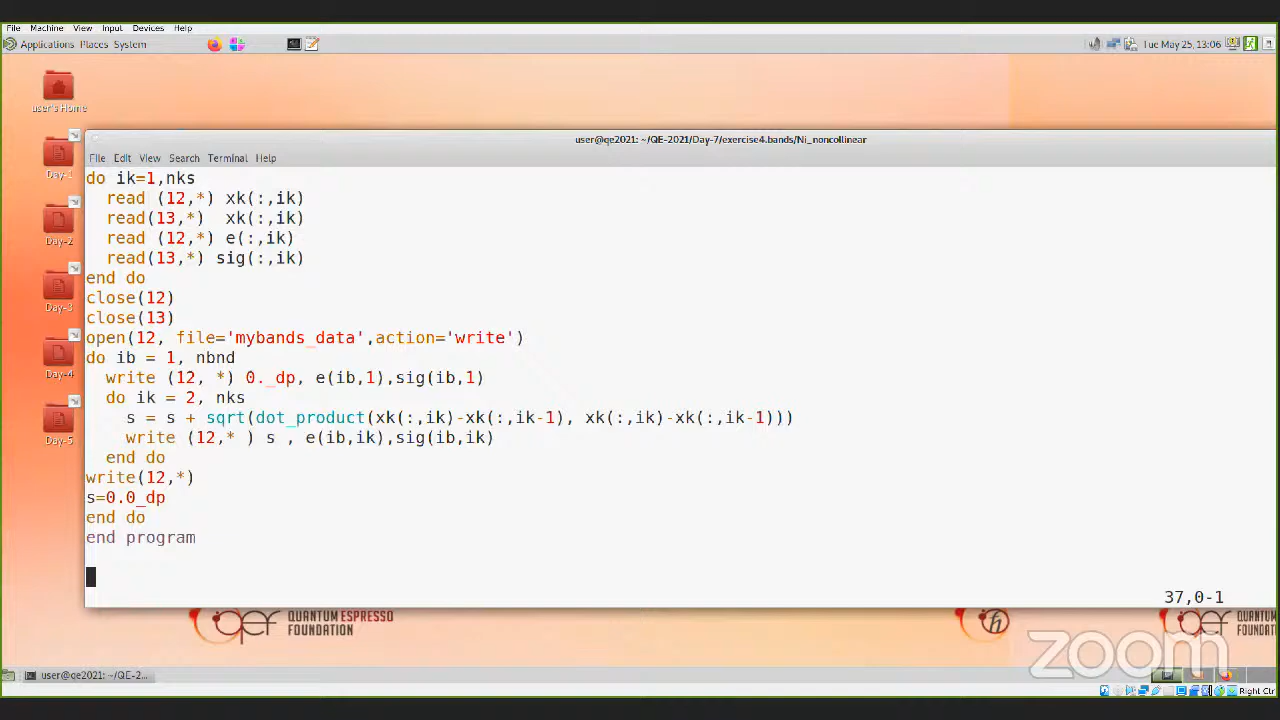 File Machine View Input Devices Help
Applications Places System
Tue May 25, 13:06
user's Home
Day-1
Day-2
Day-3
Day-4
Day-5
user@qe2021: ~/QE-2021/Day-7/exercise4.bands/Ni_noncollinear
File Edit View Search Terminal Help
do ik=1,nks
  read (12,*) xk(:,ik)
  read(13,*)  xk(:,ik)
  read (12,*) e(:,ik)
  read(13,*) sig(:,ik)
end do
close(12)
close(13)
open(12, file='mybands_data',action='write')
do ib = 1, nbnd
  write (12, *) 0._dp, e(ib,1),sig(ib,1)
  do ik = 2, nks
    s = s + sqrt(dot_product(xk(:,ik)-xk(:,ik-1), xk(:,ik)-xk(:,ik-1)))
    write (12,* ) s , e(ib,ik),sig(ib,ik)
  end do
write(12,*)
s=0.0_dp
end do
end program
37,0-1
QUANTUM ESPRESSO
FOUNDATION
ħ
QUANTUM
FOUNDAT
zoom
user@qe2021: ~/QE-2...
Right Ctr